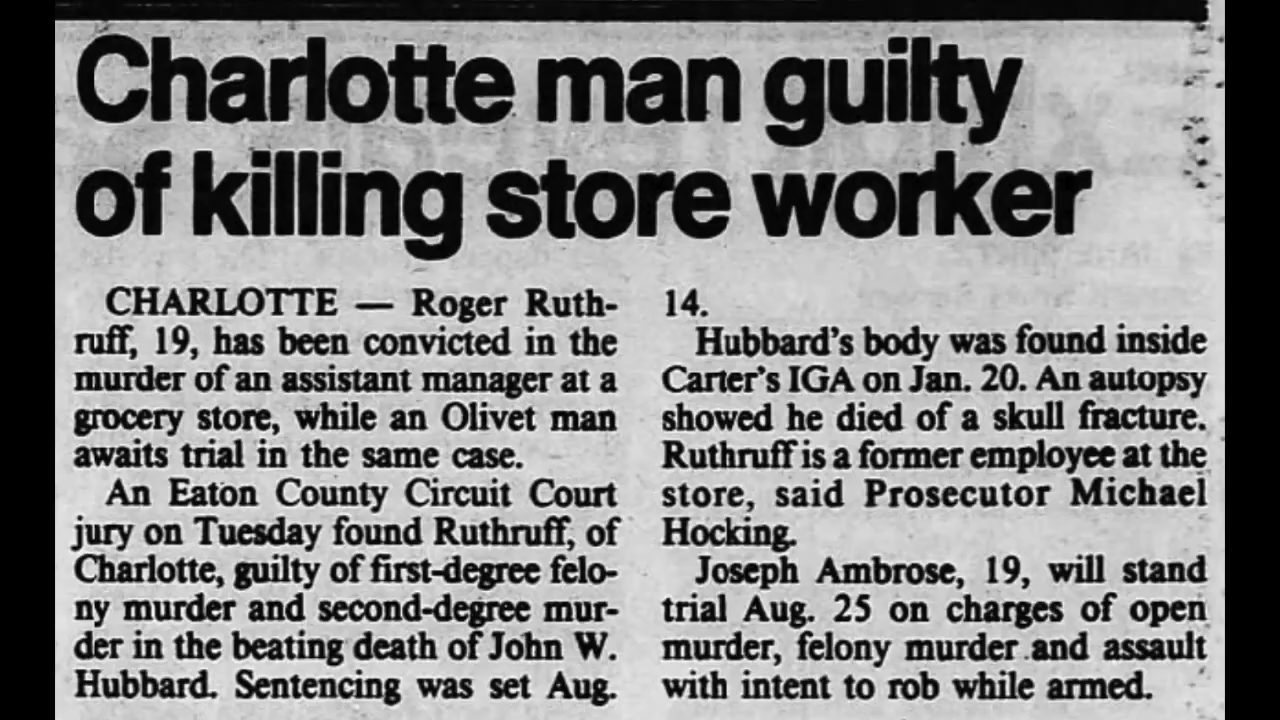 Charlotte man guilty
of killing store worker
CHARLOTTE — Roger Ruth-
ruff, 19, has been convicted in the
murder of an assistant manager at a
grocery store, while an Olivet man
awaits trial in the same case.
An Eaton County Circuit Court
jury on Tuesday found Ruthruff, of
Charlotte, guilty of first-degree felo-
ny murder and second-degree mur-
der in the beating death of John W.
Hubbard. Sentencing was set Aug.
14.
Hubbard's body was found inside
Carter's IGA on Jan. 20. An autopsy
showed he died of a skull fracture.
Ruthruff is a former employee at the
store, said Prosecutor Michael
Hocking.
Joseph Ambrose, 19, will stand
trial Aug. 25 on charges of open
murder, felony murder and assault
with intent to rob while armed.